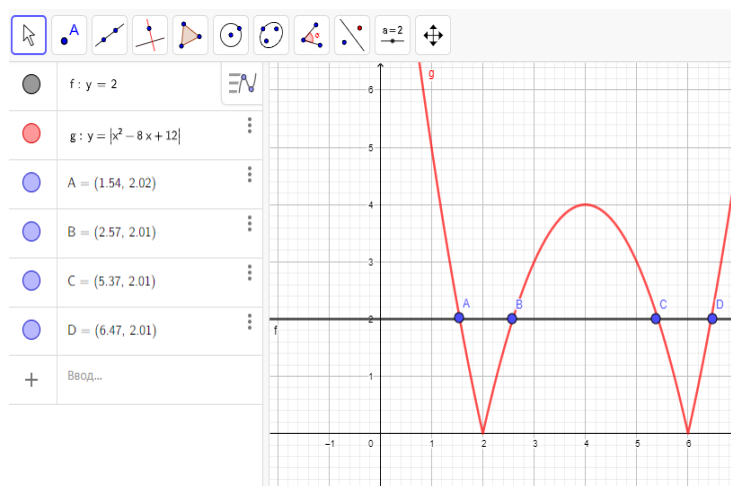 A
a=2
f : y = 2
g : y = |x² – 8 x + 12|
A = (1.54, 2.02)
B = (2.57, 2.01)
C = (5.37, 2.01)
D = (6.47, 2.01)
+ Ввод...
g
6
5
4
3
A B C D
2
f
1
–1 0 1 2 3 4 5 6